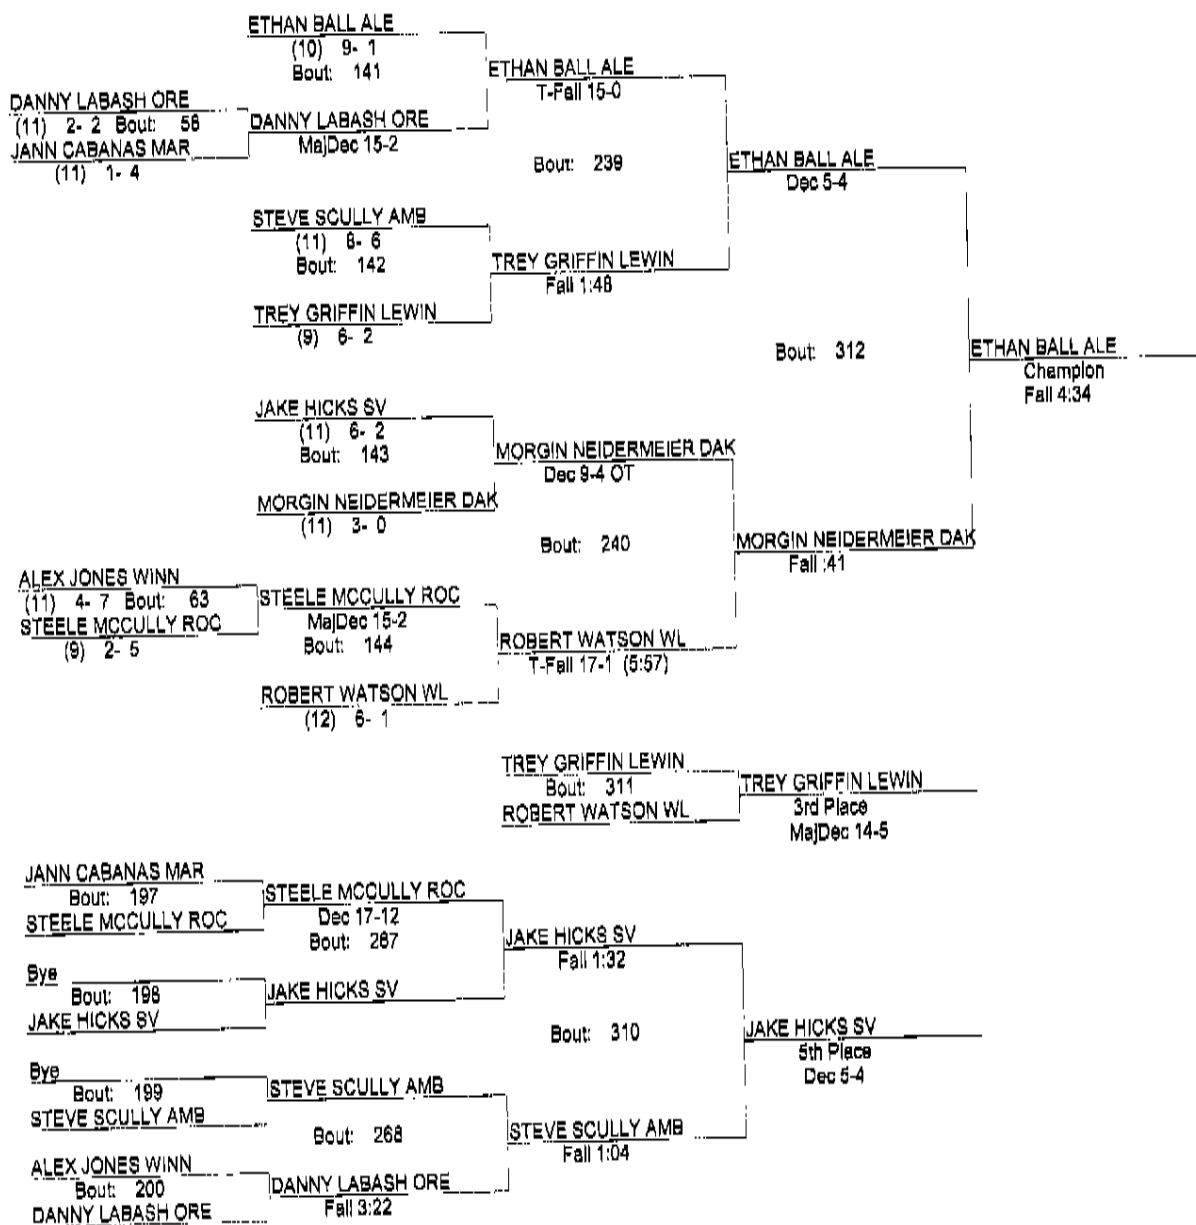 ETHAN BALL ALE
(10) 9- 1
Bout: 141
ETHAN BALL ALE
T-Fall 15-0
DANNY LABASH ORE
(11) 2- 2 Bout: 56
JANN CABANAS MAR
(11) 1- 4
DANNY LABASH ORE
MajDec 15-2
Bout: 239
ETHAN BALL ALE
Dec 5-4
STEVE SCULLY AMB
(11) 8- 6
Bout: 142
TREY GRIFFIN LEWIN
Fall 1:48
TREY GRIFFIN LEWIN
(9) 6- 2
Bout: 312
ETHAN BALL ALE
Champion
Fall 4:34
JAKE HICKS SV
(11) 6- 2
Bout: 143
MORGIN NEIDERMEIER DAK
Dec 9-4 OT
MORGIN NEIDERMEIER DAK
(11) 3- 0
Bout: 240
MORGIN NEIDERMEIER DAK
Fall :41
ALEX JONES WINN
(11) 4- 7 Bout: 63
STEELE MCCULLY ROC
(9) 2- 5
STEELE MCCULLY ROC
MajDec 15-2
Bout: 144
ROBERT WATSON WL
T-Fall 17-1 (5:57)
ROBERT WATSON WL
(12) 6- 1
TREY GRIFFIN LEWIN
Bout: 311
ROBERT WATSON WL
TREY GRIFFIN LEWIN
3rd Place
MajDec 14-5
JANN CABANAS MAR
Bout: 197
STEELE MCCULLY ROC
STEELE MCCULLY ROC
Dec 17-12
Bout: 267
JAKE HICKS SV
Fall 1:32
Bye
Bout: 198
JAKE HICKS SV
JAKE HICKS SV
Bout: 310
JAKE HICKS SV
5th Place
Dec 5-4
Bye
Bout: 199
STEVE SCULLY AMB
STEVE SCULLY AMB
Bout: 268
STEVE SCULLY AMB
Fall 1:04
ALEX JONES WINN
Bout: 200
DANNY LABASH ORE
DANNY LABASH ORE
Fall 3:22